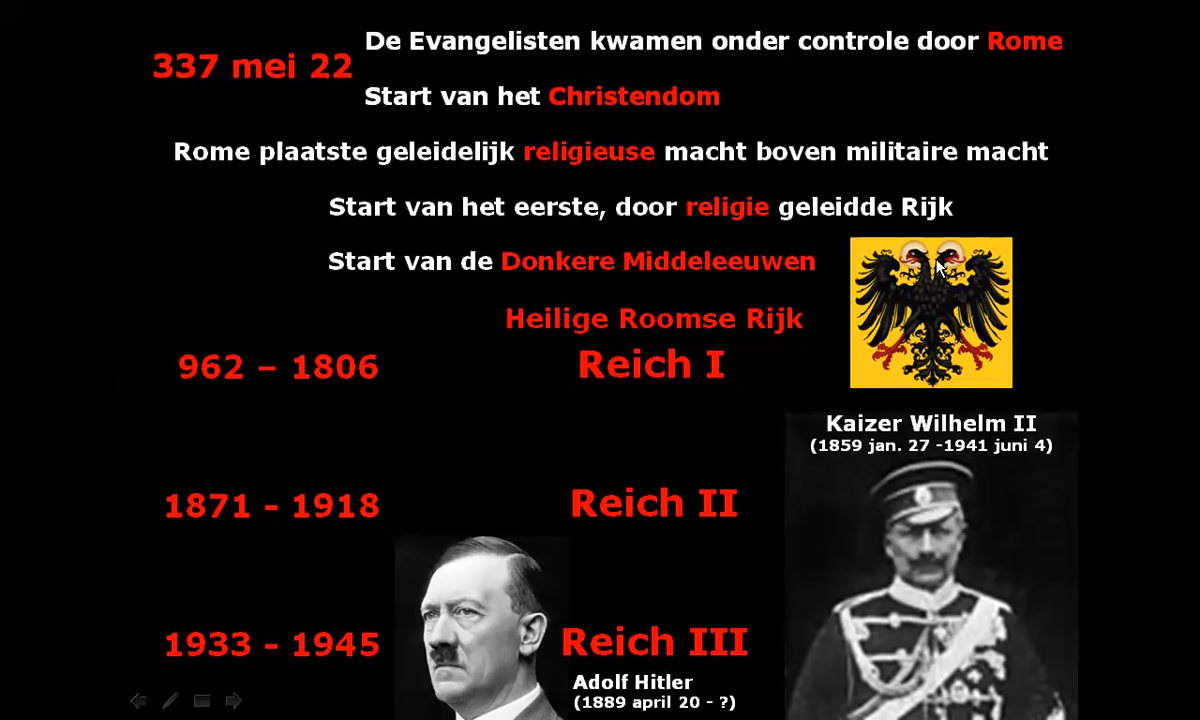 De Evangelisten kwamen onder controle door Rome
337 mei 22
Start van het Christendom
Rome plaatste geleidelijk religieuse macht boven militaire macht
Start van het eerste, door religie geleidde Rijk
Start van de Donkere Middeleeuwen
Heilige Roomse Rijk
962 – 1806 Reich I
Kaizer Wilhelm II
(1859 jan. 27 -1941 juni 4)
1871 - 1918 Reich II
1933 - 1945 Reich III
Adolf Hitler
(1889 april 20 - ?)